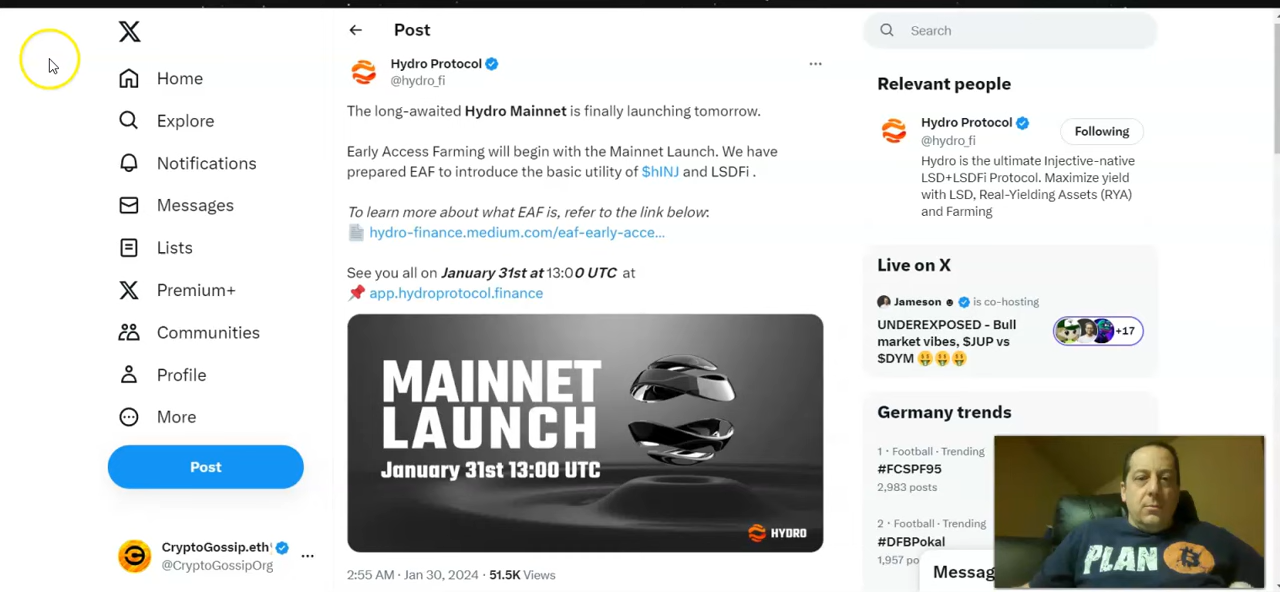 Home
Explore
Notifications
Messages
Lists
Premium+
Communities
Profile
More
Post
CryptoGossip.eth
@CryptoGossipOrg
Post
Hydro Protocol
@hydro_fi
The long-awaited Hydro Mainnet is finally launching tomorrow.
Early Access Farming will begin with the Mainnet Launch. We have
prepared EAF to introduce the basic utility of $hINJ and LSDFi .
To learn more about what EAF is, refer to the link below:
hydro-finance.medium.com/eaf-early-acce...
See you all on January 31st at 13:00 UTC at
app.hydroprotocol.finance
MAINNET
LAUNCH
January 31st 13:00 UTC
HYDRO
2:55 AM · Jan 30, 2024 · 51.5K Views
Search
Relevant people
Hydro Protocol
@hydro_fi
Following
Hydro is the ultimate Injective-native
LSD+LSDFi Protocol. Maximize yield
with LSD, Real-Yielding Assets (RYA)
and Farming
Live on X
Jameson is co-hosting
UNDEREXPOSED - Bull
market vibes, $JUP vs
$DYM
+17
Germany trends
1 · Football · Trending
#FCSPF95
2,983 posts
2 · Football · Trending
#DFBPokal
1,957 po
Messag
PLAN B